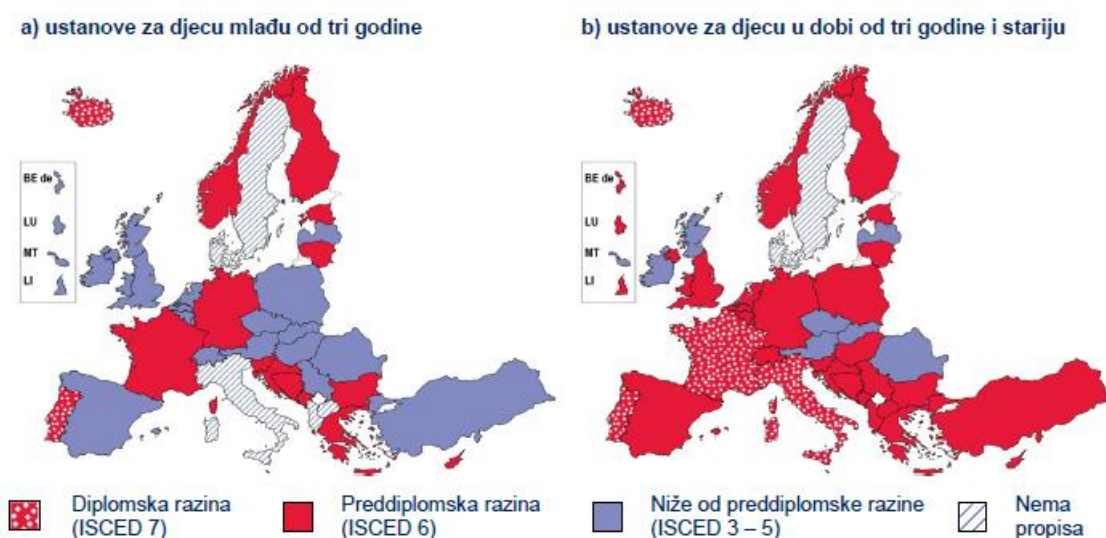 a) ustanove za djecu mlađu od tri godine
b) ustanove za djecu u dobi od tri godine i stariju
BE de
LU
MT
LI
BE de
LU
MT
LI
Diplomska razina
(ISCED 7)
Preddiplomska razina
(ISCED 6)
Niže od preddiplomske razine
(ISCED 3 – 5)
Nema
propisa